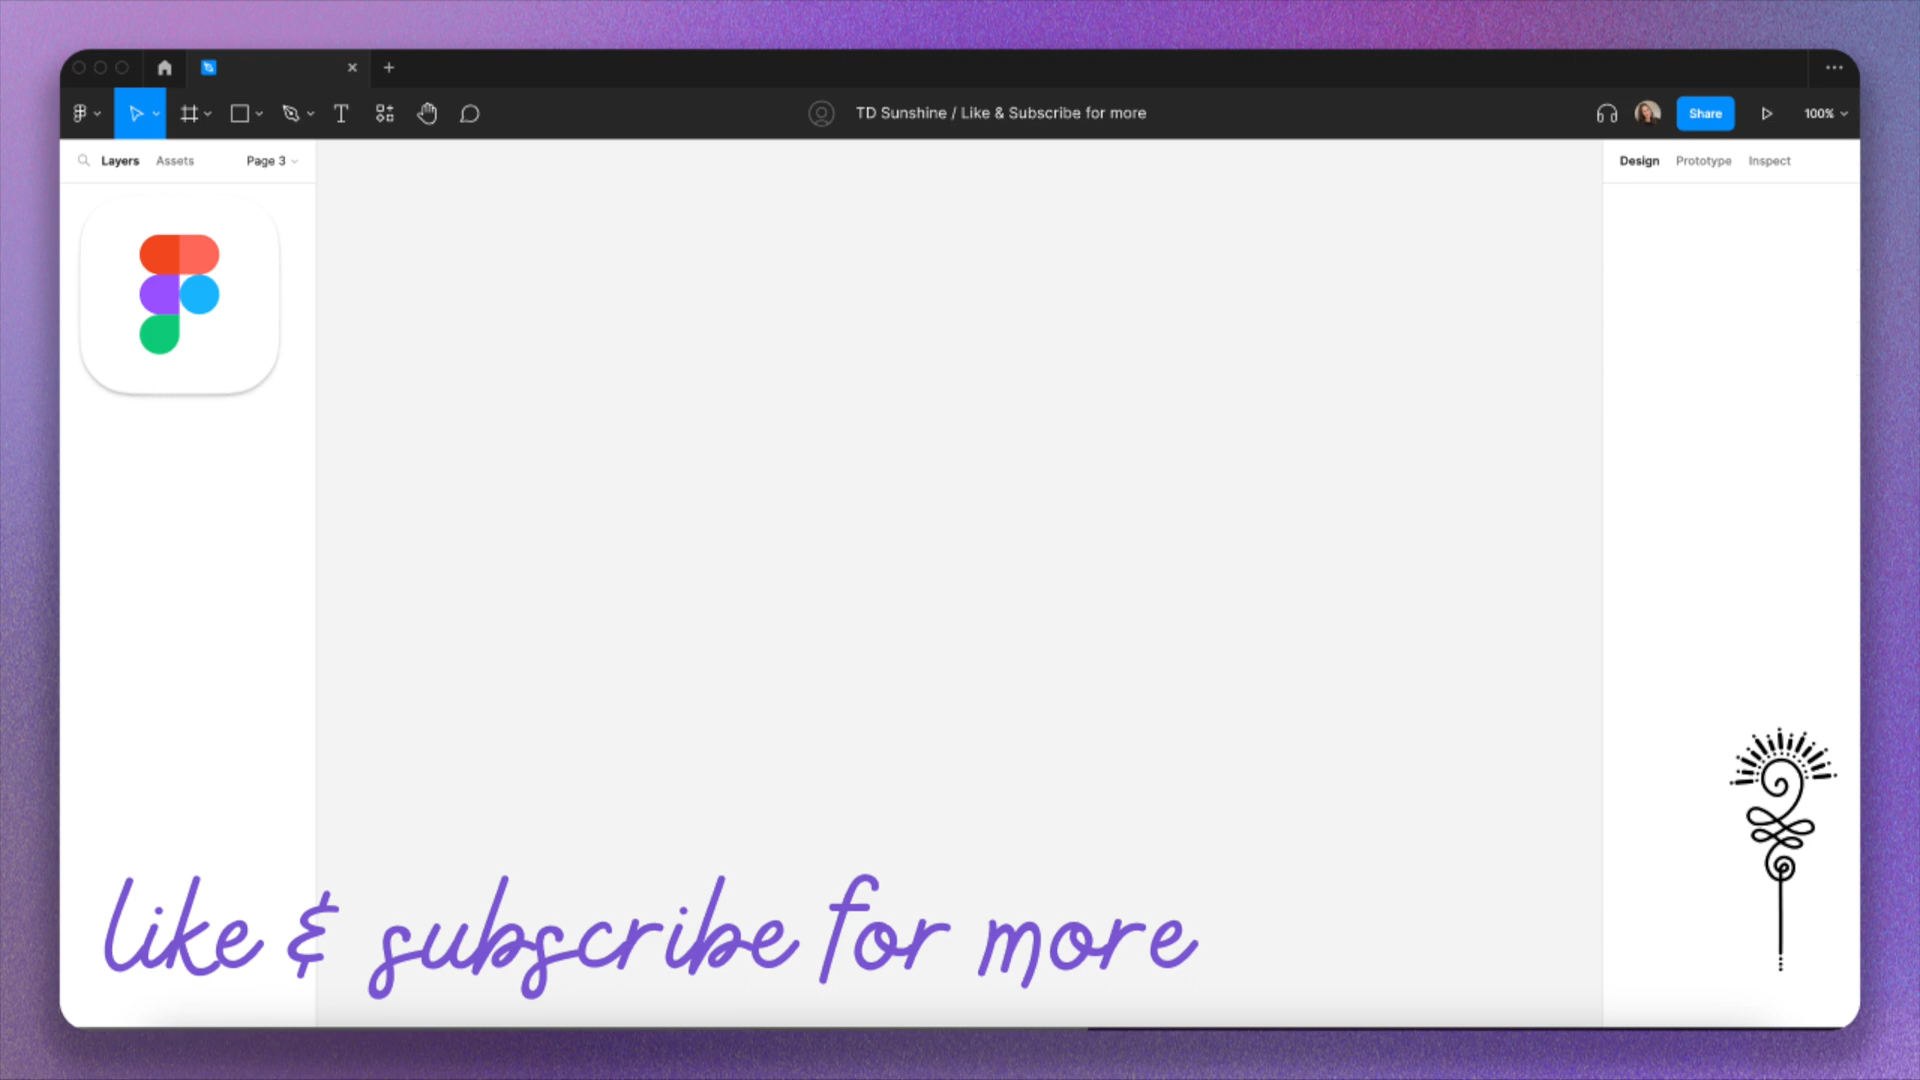 TD Sunshine / Like & Subscribe for more
Share
100%
Layers Assets Page 3
Design Prototype Inspect
like & subscribe for more